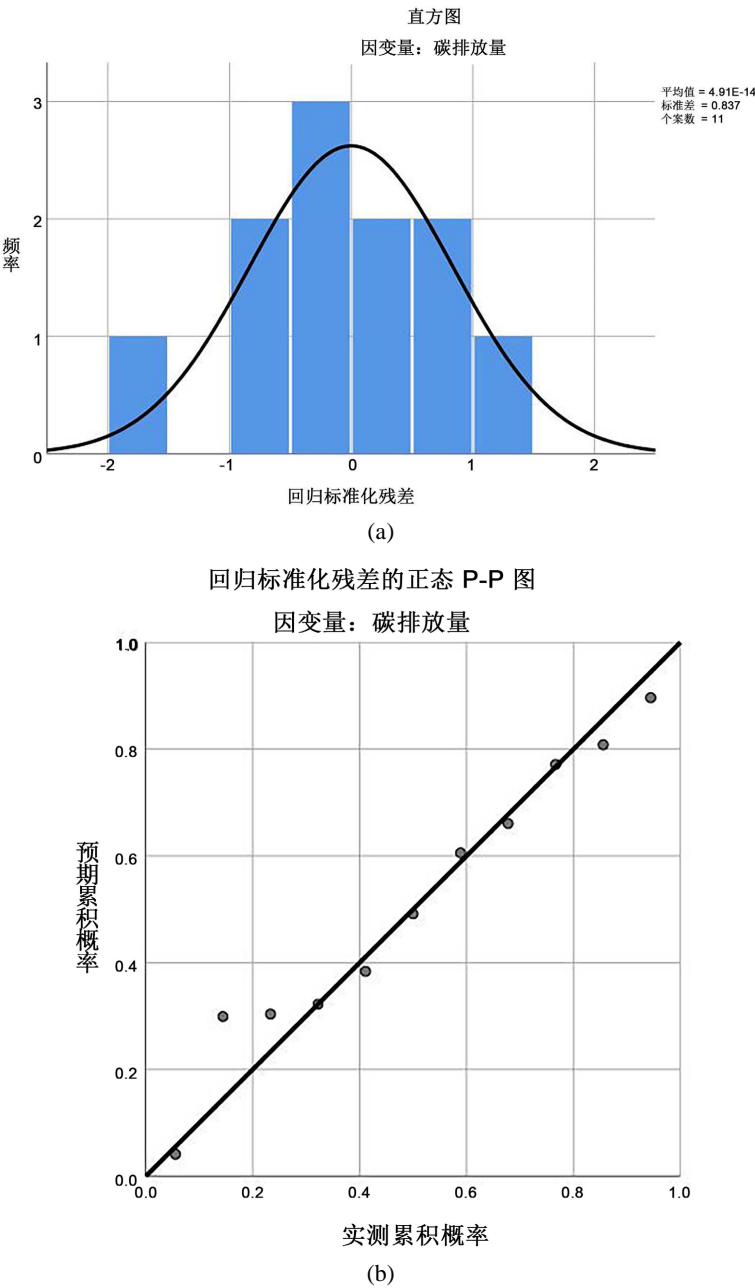 直方图
因变量：碳排放量
平均值 = 4.91E-14
标准差 = 0.837
个案数 = 11
3
2
频率
1
0
-2 -1 0 1 2
回归标准化残差
(a)
回归标准化残差的正态 P-P 图
因变量：碳排放量
1.0
0.8
预期累积概率
0.6
0.4
0.2
0.0
0.0 0.2 0.4 0.6 0.8 1.0
实测累积概率
(b)